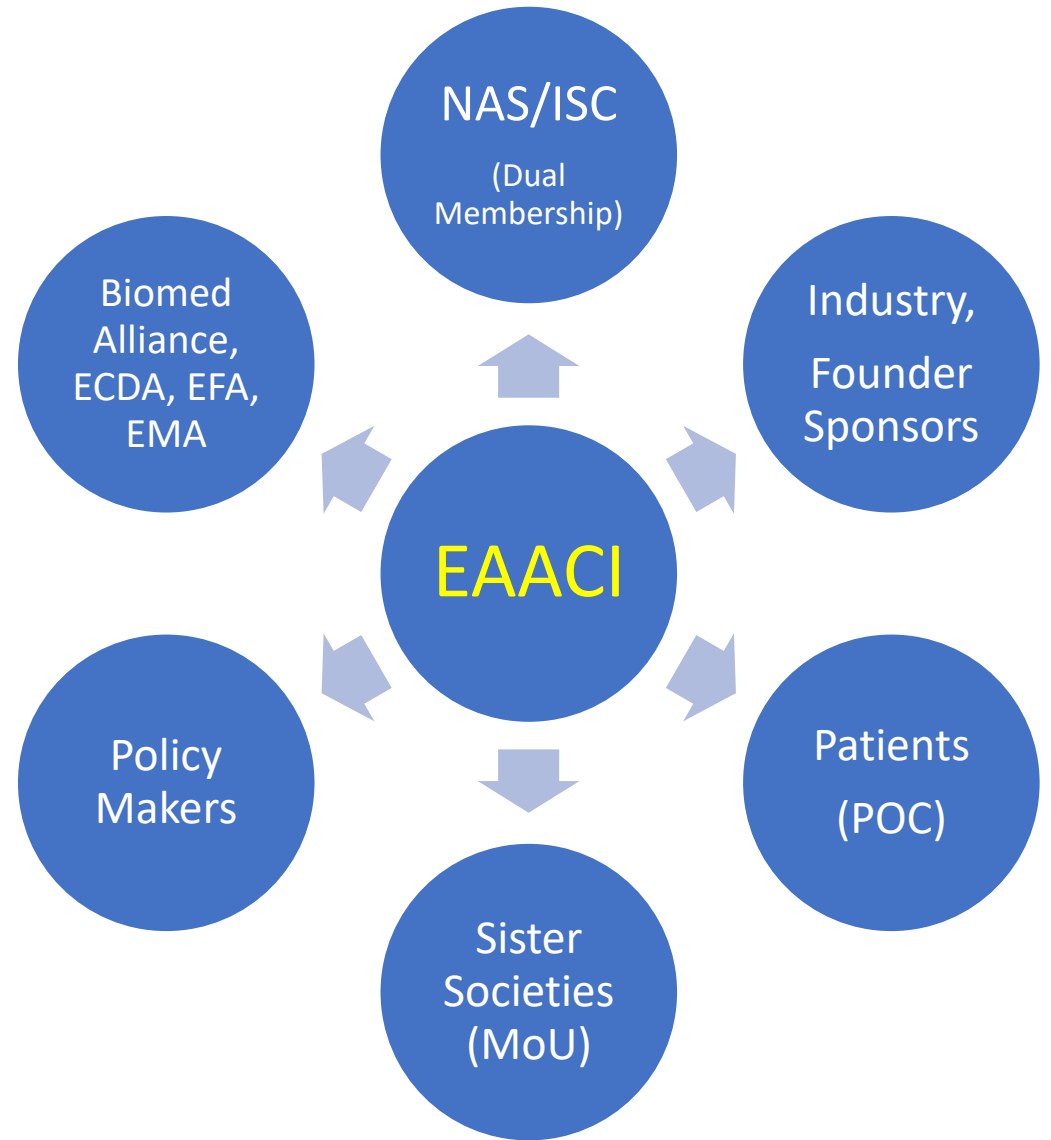 NAS/ISC
(Dual
Membership)
Industry,
Founder
Sponsors
Patients
(POC)
Sister
Societies
(MoU)
Policy
Makers
Biomed
Alliance,
ECDA, EFA,
EMA
EAACI